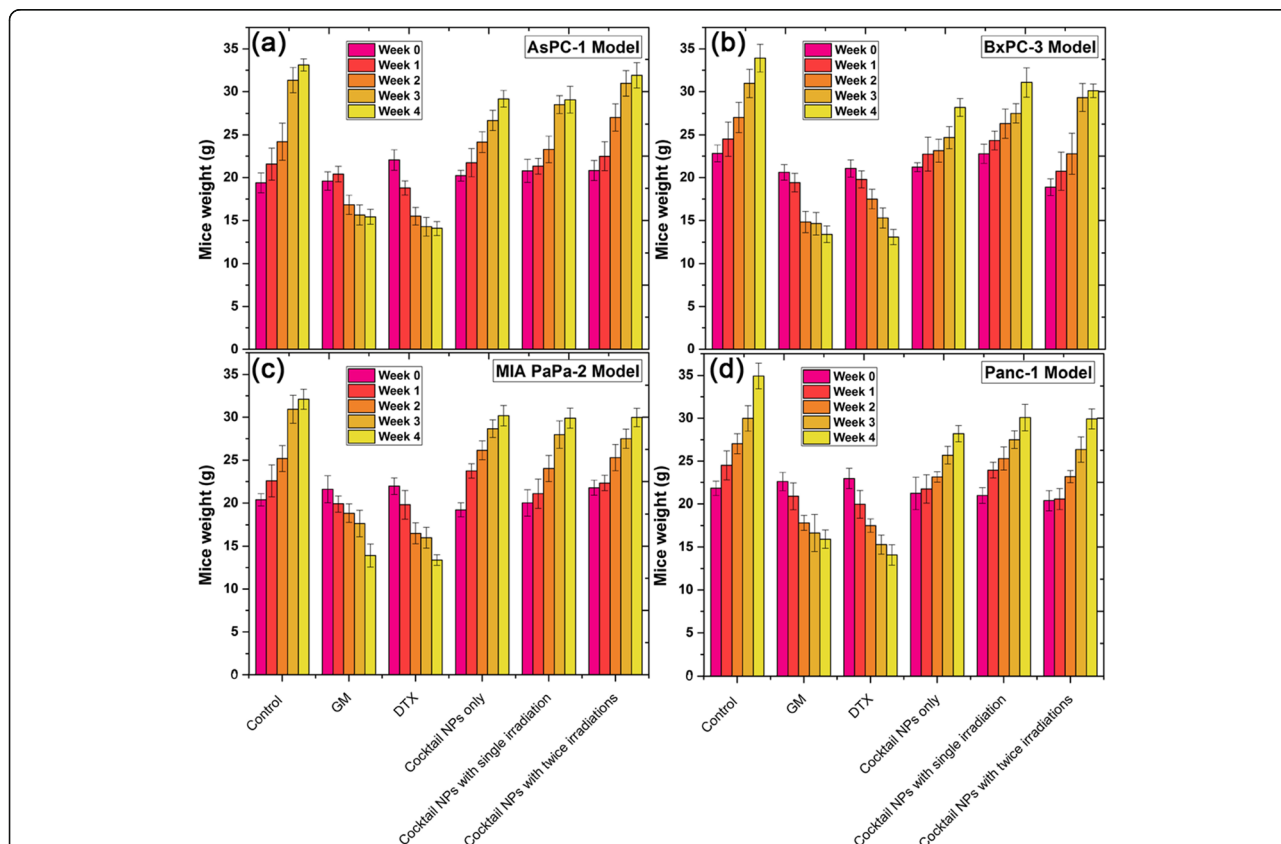 (a)
AsPC-1 Model
Week 0
Week 1
Week 2
Week 3
Week 4
Mice weight (g)
35
30
25
20
15
10
5
0
(b)
BxPC-3 Model
Week 0
Week 1
Week 2
Week 3
Week 4
Mice weight (g)
35
30
25
20
15
10
5
0
(c)
MIA PaPa-2 Model
Week 0
Week 1
Week 2
Week 3
Week 4
Mice weight (g)
35
30
25
20
15
10
5
0
Control
GM
DTX
Cocktail NPs only
Cocktail NPs with single irradiation
Cocktail NPs with twice irradiations
(d)
Panc-1 Model
Week 0
Week 1
Week 2
Week 3
Week 4
Mice weight (g)
35
30
25
20
15
10
5
0
Control
GM
DTX
Cocktail NPs only
Cocktail NPs with single irradiation
Cocktail NPs with twice irradiations